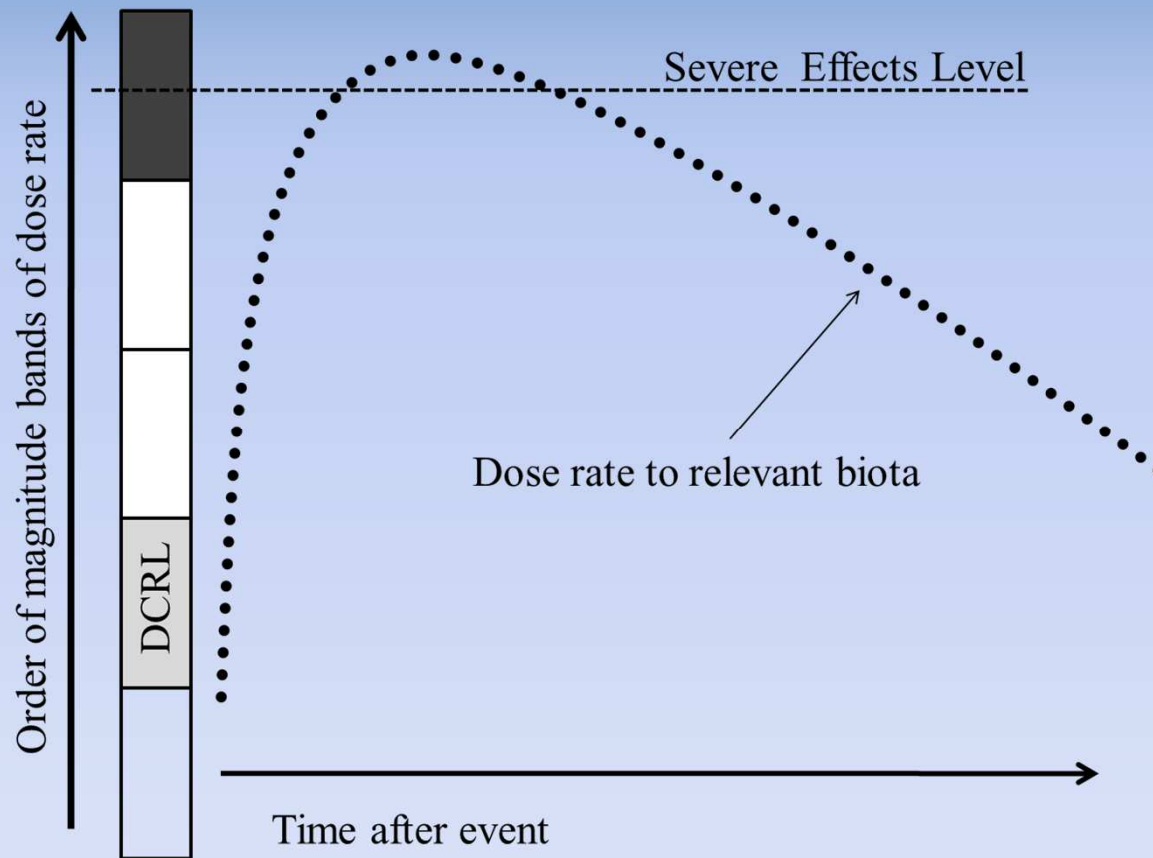 Order of magnitude bands of dose rate
DCRL
Severe Effects Level
Dose rate to relevant biota
Time after event